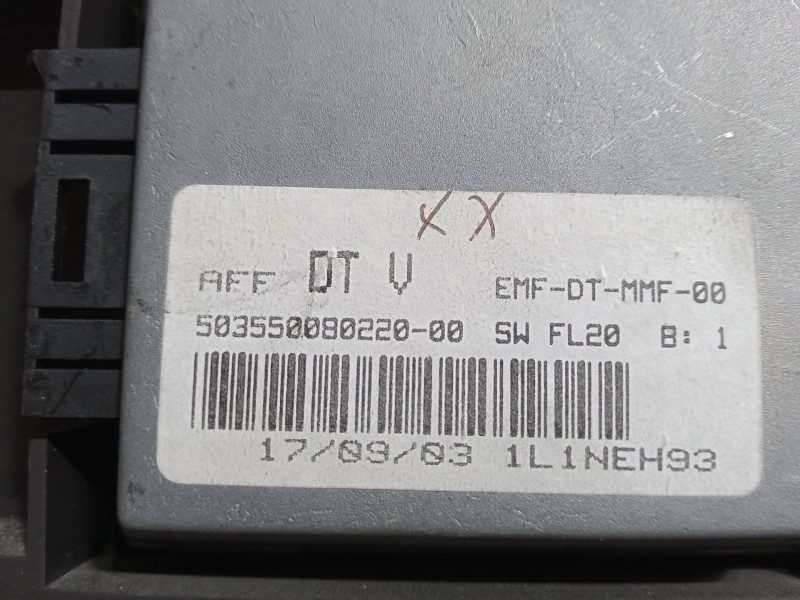 XX
AFF DT V EMF-DT-MMF-00
503550080220-00 SW FL20 B: 1
17/09/03 1L1NEH93